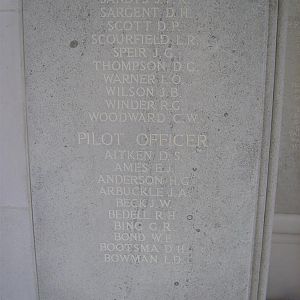 SANDYS
SARGENT D.H.
SCOTT D.P.
SCOURFIELD L.R.
SPEIR J.G.
THOMPSON D.C.
WARNER L.O.
WILSON J.B.
WINDER R.G.
WOODWARD C.W.
PILOT OFFICER
AITKEN D.S.
AMES E.J.
ANDERSON H.G.
ARBUCKLE J.A.
BECK J.W.
BEDELL R.H.
BING C.R.
BOND W.E.
BOOTSMA D.H.
BOWMAN L.D.